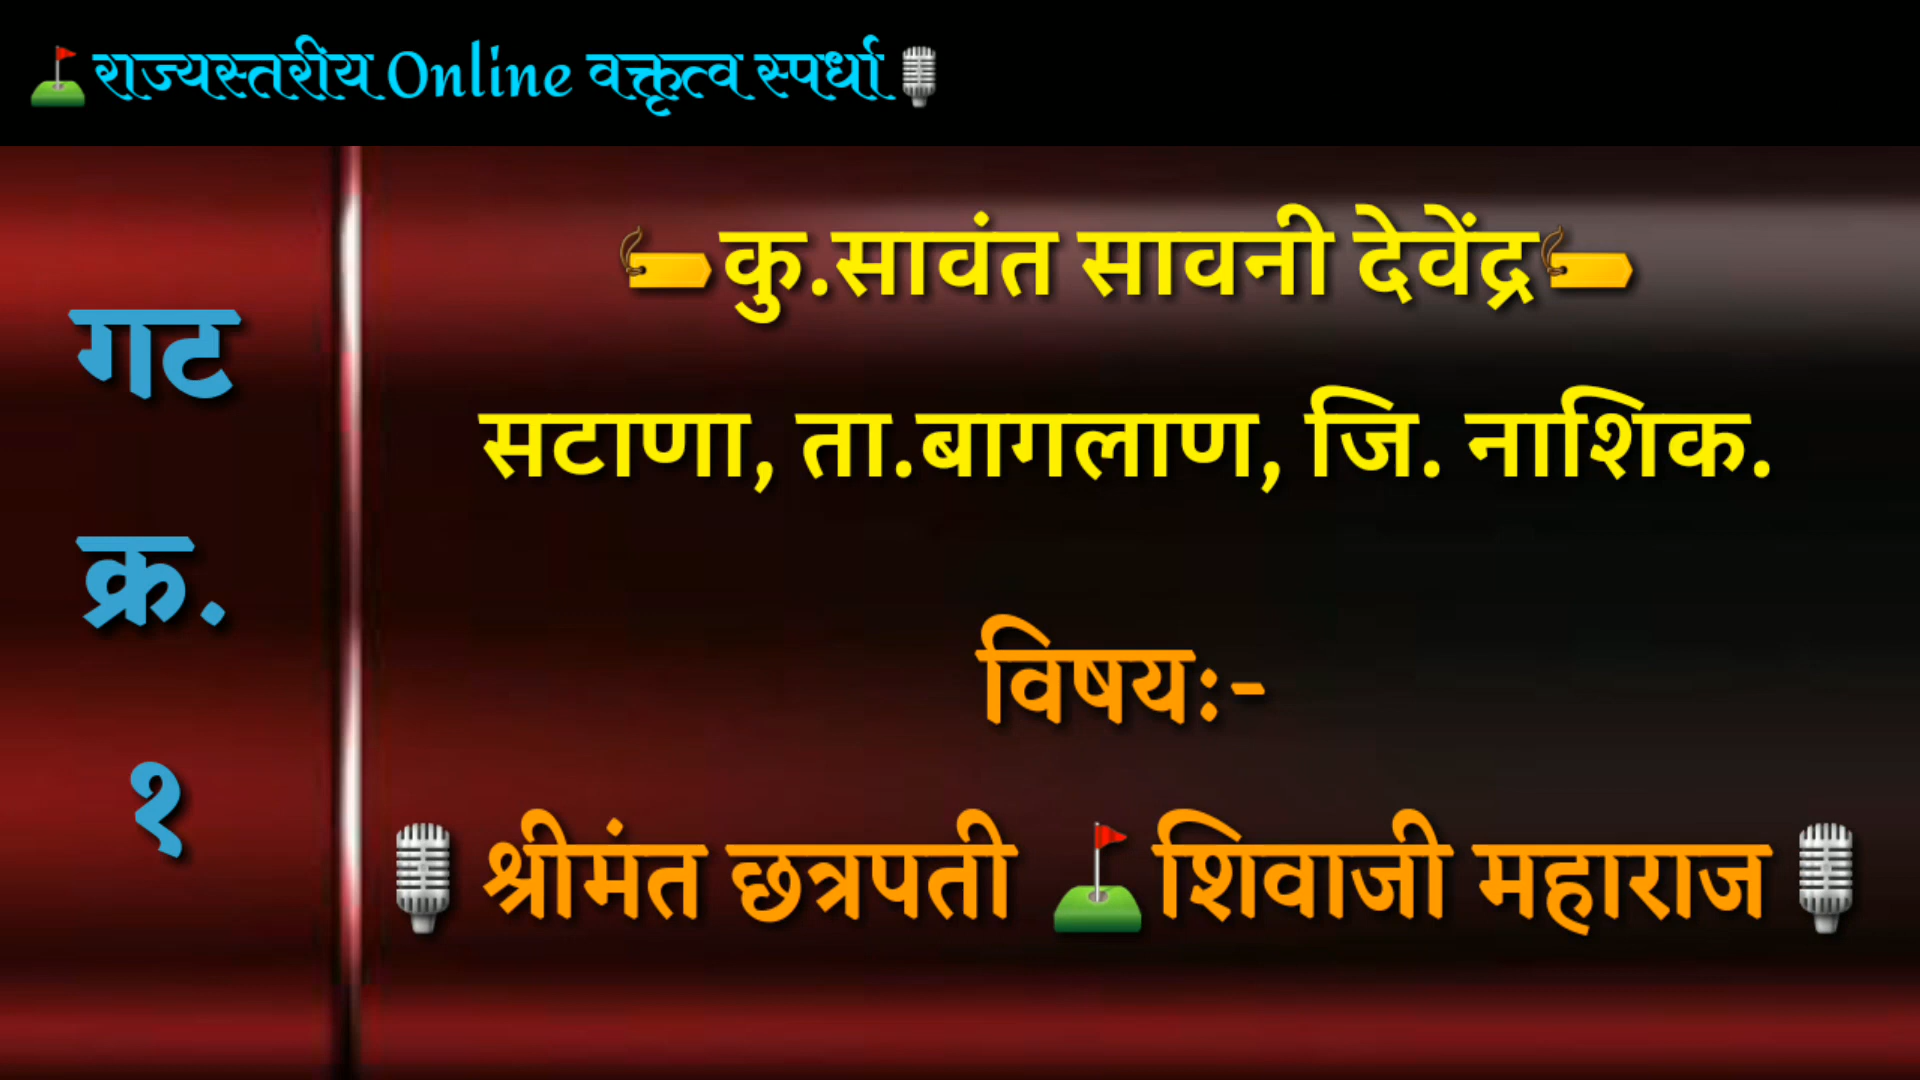 ⛳राज्यस्तरीय Online वक्तृत्व स्पर्धा🎙
गट
क्र.
१
🏷कु.सावंत सावनी देवेंद्र🏷
सटाणा, ता.बागलाण, जि. नाशिक.
विषयः-
🎙 श्रीमंत छत्रपती ⛳शिवाजी महाराज 🎙